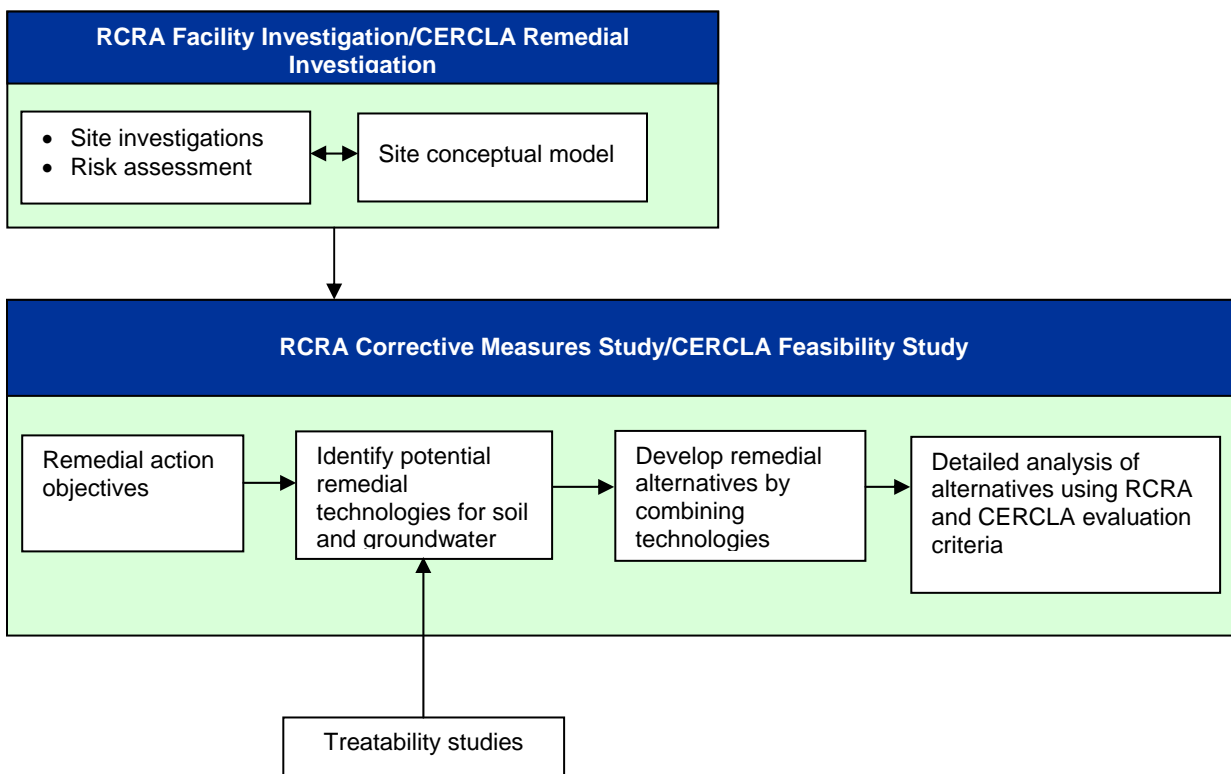 RCRA Facility Investigation/CERCLA Remedial
Investigation
• Site investigations
• Risk assessment
Site conceptual model
RCRA Corrective Measures Study/CERCLA Feasibility Study
Remedial action
objectives
Identify potential
remedial
technologies for soil
and groundwater
Develop remedial
alternatives by
combining
technologies
Detailed analysis of
alternatives using RCRA
and CERCLA evaluation
criteria
Treatability studies